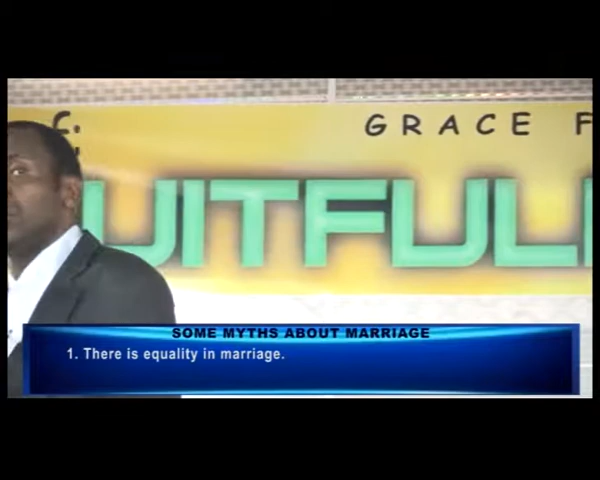 C.
GRACE F
UITFUL
SOME MYTHS ABOUT MARRIAGE
1. There is equality in marriage.